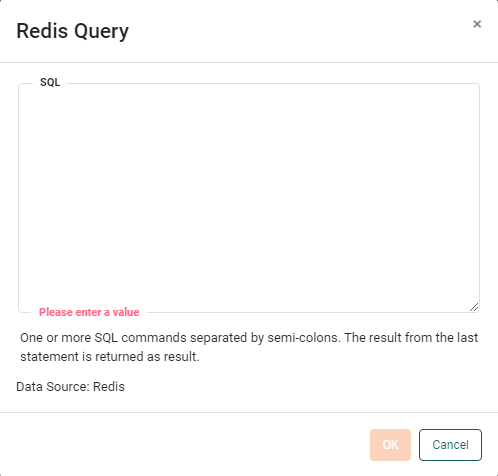 Redis Query
×
SQL
Please enter a value
One or more SQL commands separated by semi-colons. The result from the last
statement is returned as result.
Data Source: Redis
OK
Cancel